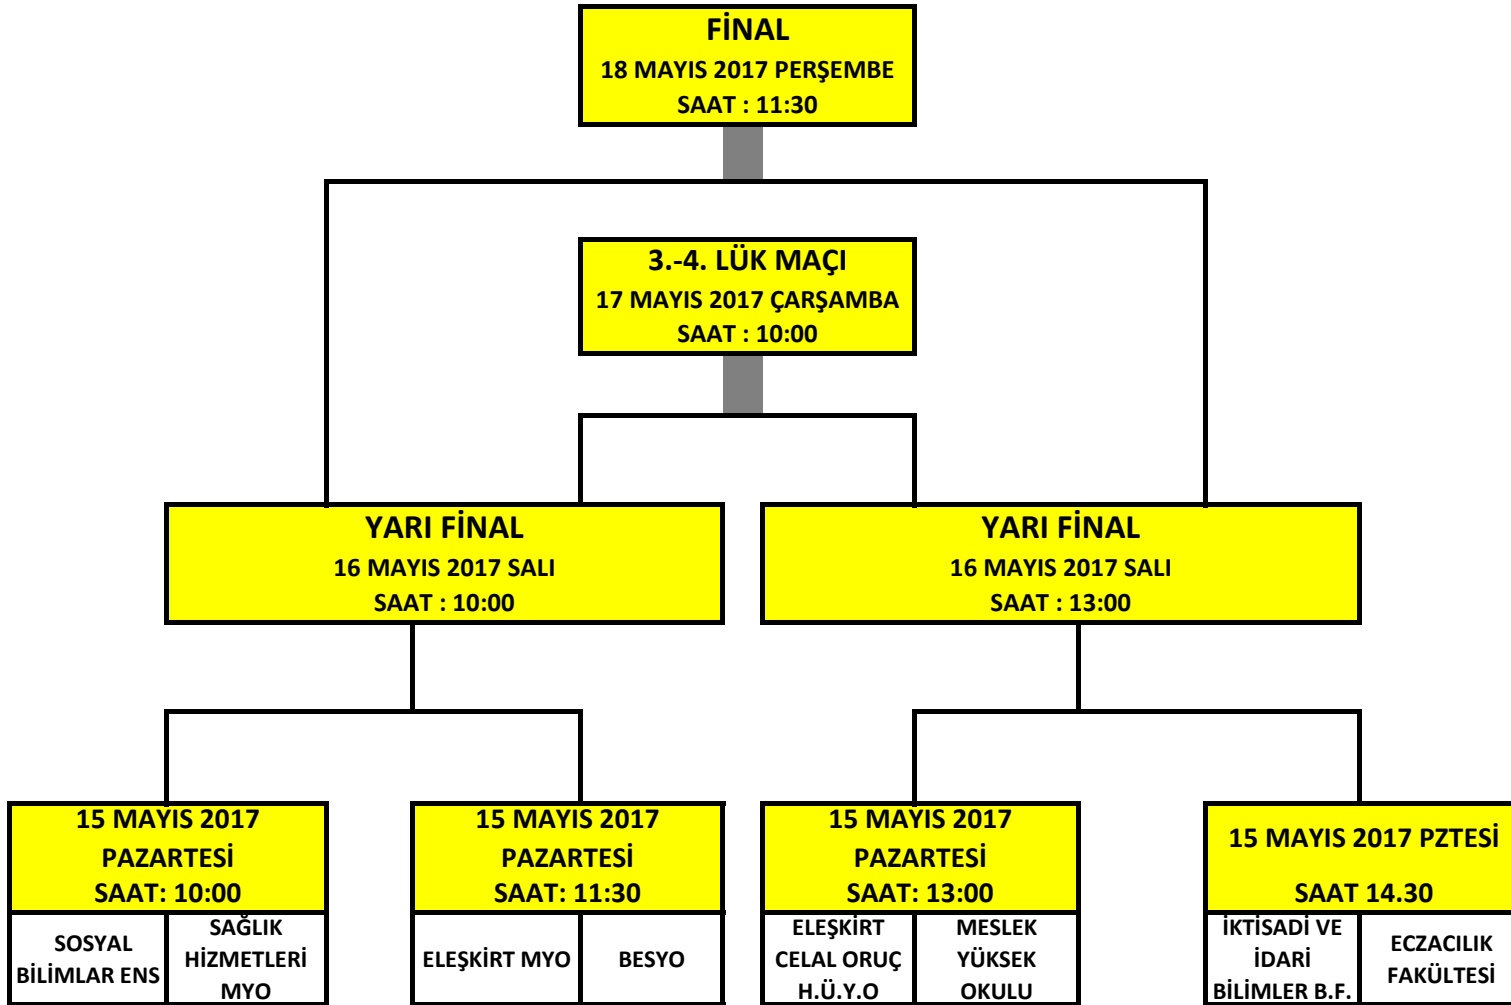 FİNAL
18 MAYIS 2017 PERŞEMBE
SAAT : 11:30
3.-4. LÜK MAÇI
17 MAYIS 2017 ÇARŞAMBA
SAAT : 10:00
YARI FİNAL
16 MAYIS 2017 SALI
SAAT : 10:00
YARI FİNAL
16 MAYIS 2017 SALI
SAAT : 13:00
15 MAYIS 2017
PAZARTESİ
SAAT: 10:00
SOSYAL
BİLİMLAR ENS
SAĞLIK
HİZMETLERİ
MYO
15 MAYIS 2017
PAZARTESİ
SAAT: 11:30
ELEŞKİRT MYO
BESYO
15 MAYIS 2017
PAZARTESİ
SAAT: 13:00
ELEŞKİRT
CELAL ORUÇ
H.Ü.Y.O
MESLEK
YÜKSEK
OKULU
15 MAYIS 2017 PZTESİ
SAAT 14.30
İKTİSADİ VE
İDARİ
BİLİMLER B.F.
ECZACILIK
FAKÜLTESİ